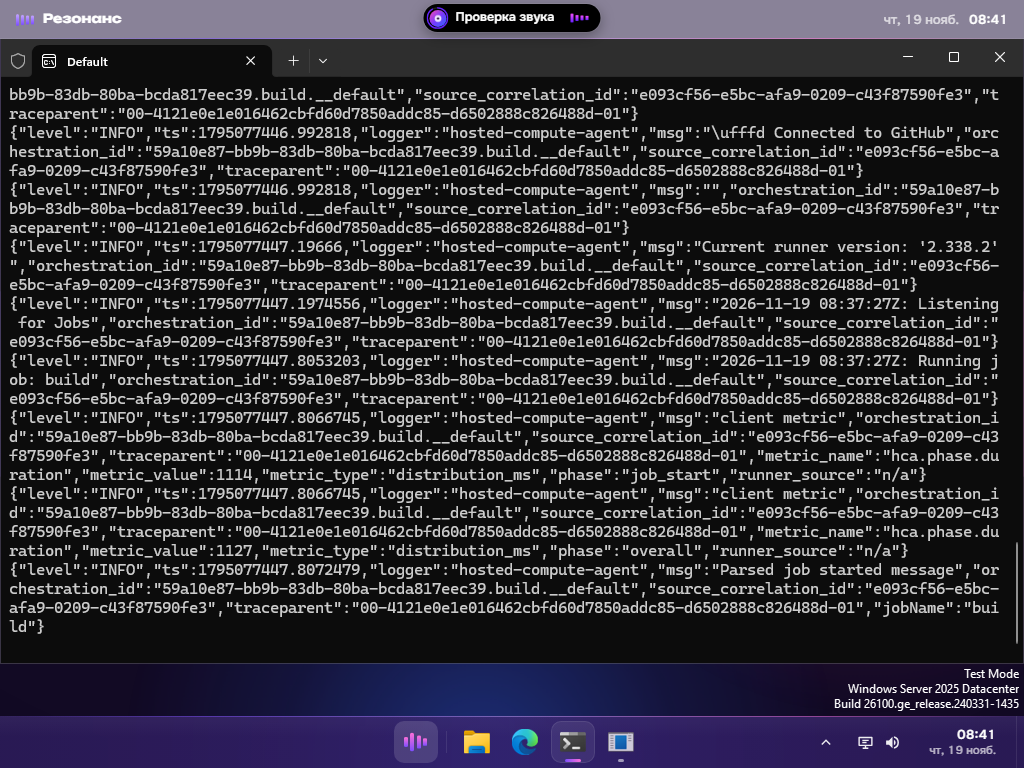 Резонанс
Проверка звука
чт, 19 нояб. 08:41
Default
bb9b-83db-80ba-bcda817eec39.build.__default","source_correlation_id":"e093cf56-e5bc-afa9-0209-c43f87590fe3","t
raceparent":"00-4121e0e1e016462cbfd60d7850addc85-d6502888c826488d-01"}
{"level":"INFO","ts":1795077446.992818,"logger":"hosted-compute-agent","msg":"\ufffd Connected to GitHub","orc
hestration_id":"59a10e87-bb9b-83db-80ba-bcda817eec39.build.__default","source_correlation_id":"e093cf56-e5bc-a
fa9-0209-c43f87590fe3","traceparent":"00-4121e0e1e016462cbfd60d7850addc85-d6502888c826488d-01"}
{"level":"INFO","ts":1795077446.992818,"logger":"hosted-compute-agent","msg":"","orchestration_id":"59a10e87-b
b9b-83db-80ba-bcda817eec39.build.__default","source_correlation_id":"e093cf56-e5bc-afa9-0209-c43f87590fe3","tr
aceparent":"00-4121e0e1e016462cbfd60d7850addc85-d6502888c826488d-01"}
{"level":"INFO","ts":1795077447.19666,"logger":"hosted-compute-agent","msg":"Current runner version: '2.338.2'
","orchestration_id":"59a10e87-bb9b-83db-80ba-bcda817eec39.build.__default","source_correlation_id":"e093cf56-
e5bc-afa9-0209-c43f87590fe3","traceparent":"00-4121e0e1e016462cbfd60d7850addc85-d6502888c826488d-01"}
{"level":"INFO","ts":1795077447.1974556,"logger":"hosted-compute-agent","msg":"2026-11-19 08:37:27Z: Listening
 for Jobs","orchestration_id":"59a10e87-bb9b-83db-80ba-bcda817eec39.build.__default","source_correlation_id":"
e093cf56-e5bc-afa9-0209-c43f87590fe3","traceparent":"00-4121e0e1e016462cbfd60d7850addc85-d6502888c826488d-01"}
{"level":"INFO","ts":1795077447.8053203,"logger":"hosted-compute-agent","msg":"2026-11-19 08:37:27Z: Running j
ob: build","orchestration_id":"59a10e87-bb9b-83db-80ba-bcda817eec39.build.__default","source_correlation_id":"
e093cf56-e5bc-afa9-0209-c43f87590fe3","traceparent":"00-4121e0e1e016462cbfd60d7850addc85-d6502888c826488d-01"}
{"level":"INFO","ts":1795077447.8066745,"logger":"hosted-compute-agent","msg":"client metric","orchestration_i
d":"59a10e87-bb9b-83db-80ba-bcda817eec39.build.__default","source_correlation_id":"e093cf56-e5bc-afa9-0209-c43
f87590fe3","traceparent":"00-4121e0e1e016462cbfd60d7850addc85-d6502888c826488d-01","metric_name":"hca.phase.du
ration","metric_value":1114,"metric_type":"distribution_ms","phase":"job_start","runner_source":"n/a"}
{"level":"INFO","ts":1795077447.8066745,"logger":"hosted-compute-agent","msg":"client metric","orchestration_i
d":"59a10e87-bb9b-83db-80ba-bcda817eec39.build.__default","source_correlation_id":"e093cf56-e5bc-afa9-0209-c43
f87590fe3","traceparent":"00-4121e0e1e016462cbfd60d7850addc85-d6502888c826488d-01","metric_name":"hca.phase.du
ration","metric_value":1127,"metric_type":"distribution_ms","phase":"overall","runner_source":"n/a"}
{"level":"INFO","ts":1795077447.8072479,"logger":"hosted-compute-agent","msg":"Parsed job started message","or
chestration_id":"59a10e87-bb9b-83db-80ba-bcda817eec39.build.__default","source_correlation_id":"e093cf56-e5bc-
afa9-0209-c43f87590fe3","traceparent":"00-4121e0e1e016462cbfd60d7850addc85-d6502888c826488d-01","jobName":"bui
ld"}
Test Mode
Windows Server 2025 Datacenter
Build 26100.ge_release.240331-1435
08:41
чт, 19 нояб.